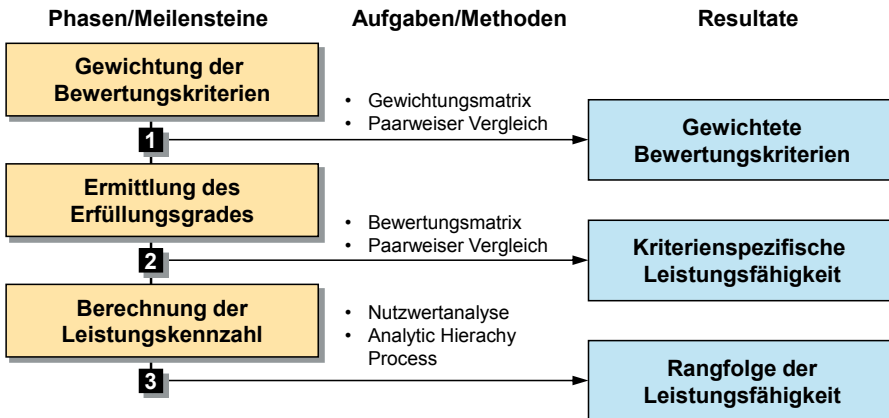 Phasen/Meilensteine
Aufgaben/Methoden
Resultate
Gewichtung der
Bewertungskriterien
• Gewichtungsmatrix
• Paarweiser Vergleich
1
Gewichtete
Bewertungskriterien
Ermittlung des
Erfüllungsgrades
• Bewertungsmatrix
• Paarweiser Vergleich
2
Kriterienspezifische
Leistungsfähigkeit
Berechnung der
Leistungskennzahl
• Nutzwertanalyse
• Analytic Hierachy
Process
3
Rangfolge der
Leistungsfähigkeit